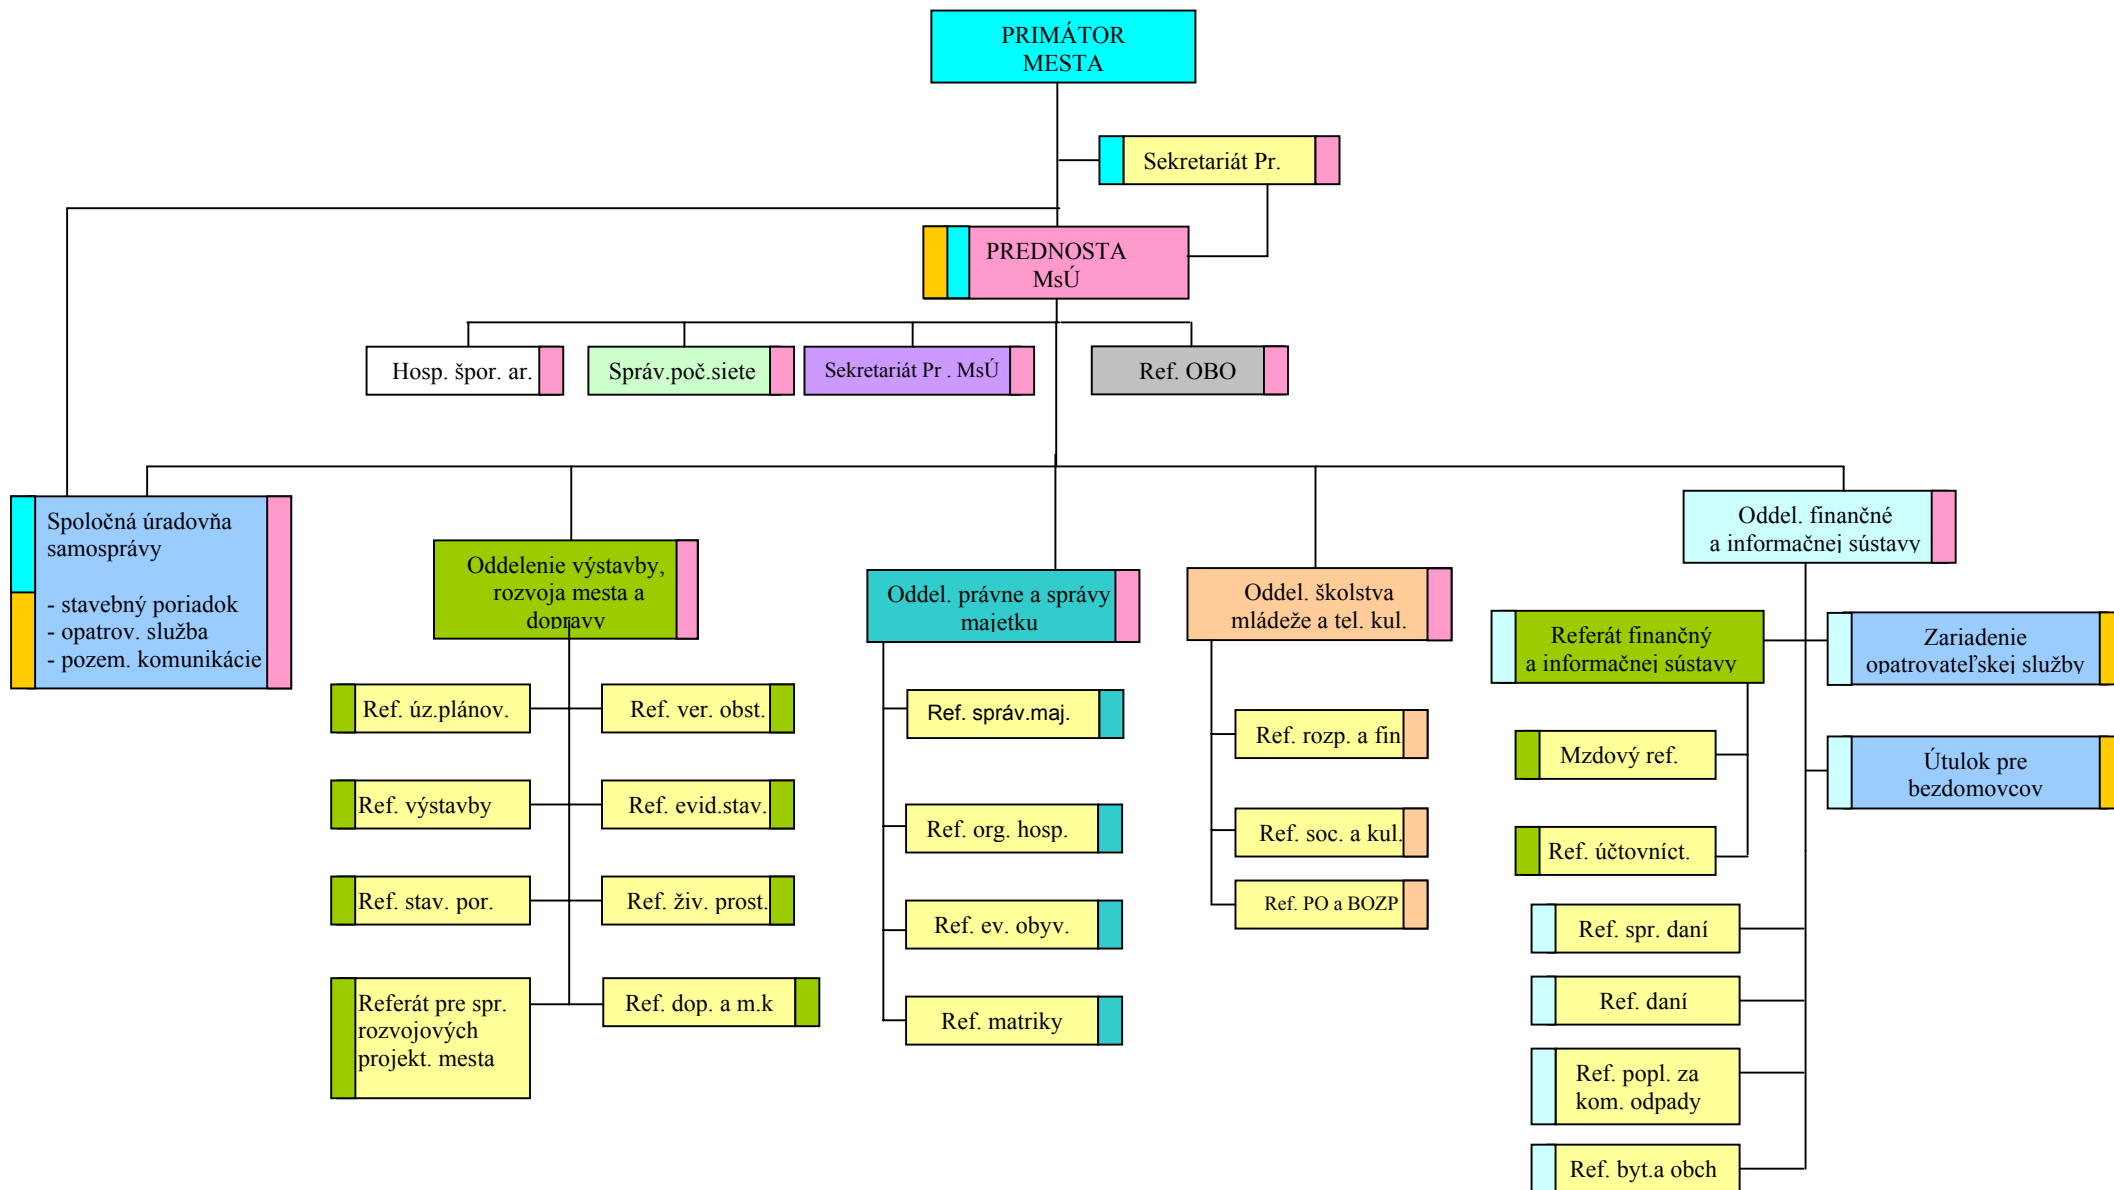 PRIMÁTOR
MESTA
Sekretariát Pr.
PREDNOSTA
MsÚ
Hosp. špor. ar.
Správ.poč.siete
Sekretariát Pr . MsÚ
Ref. OBO
Spoločná úradovňa
samosprávy
- stavebný poriadok
- opatrov. služba
- pozem. komunikácie
Oddelenie výstavby,
rozvoja mesta a
dopravy
Ref. úz.plánov.
Ref. ver. obst.
Ref. výstavby
Ref. evid.stav.
Ref. stav. por.
Ref. živ. prost.
Referát pre spr.
rozvojových
projekt. mesta
Ref. dop. a m.k
Oddel. právne a správy
majetku
Ref. správ.maj.
Ref. org. hosp.
Ref. ev. obyv.
Ref. matriky
Oddel. školstva
mládeže a tel. kul.
Ref. rozp. a fin.
Ref. soc. a kul.
Ref. PO a BOZP
Oddel. finančné
a informačnej sústavy
Referát finančný
a informačnej sústavy
Mzdový ref.
Ref. účtovníct.
Zariadenie
opatrovateľskej služby
Útulok pre
bezdomovcov
Ref. spr. daní
Ref. daní
Ref. popl. za
kom. odpady
Ref. byt.a obch